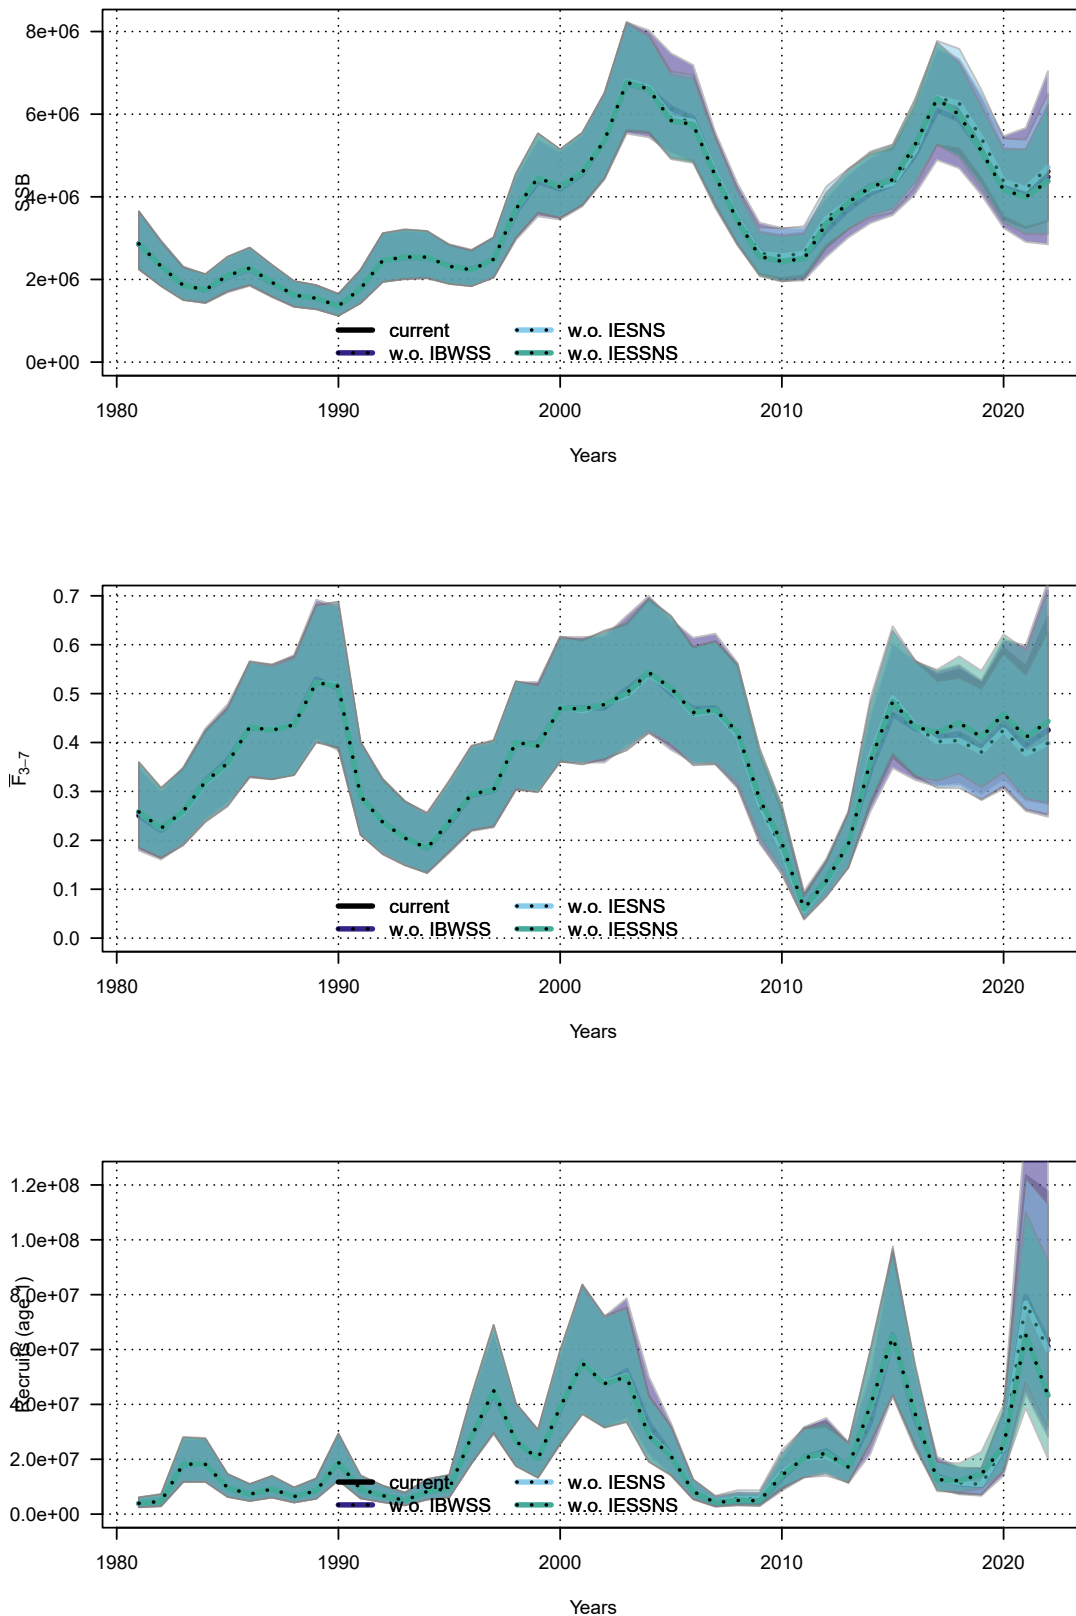 8e+06
6e+06
4e+06
2e+06
0e+00
SSB
current
w.o. IESNS
w.o. IBWSS
w.o. IESSNS
1980 1990 2000 2010 2020
Years
0.7
0.6
0.5
0.4
0.3
0.2
0.1
0.0
F̅3–7
current
w.o. IESNS
w.o. IBWSS
w.o. IESSNS
1980 1990 2000 2010 2020
Years
1.2e+08
1.0e+08
8.0e+07
6.0e+07
4.0e+07
2.0e+07
0.0e+00
Recruits (age 1)
current
w.o. IESNS
w.o. IBWSS
w.o. IESSNS
1980 1990 2000 2010 2020
Years